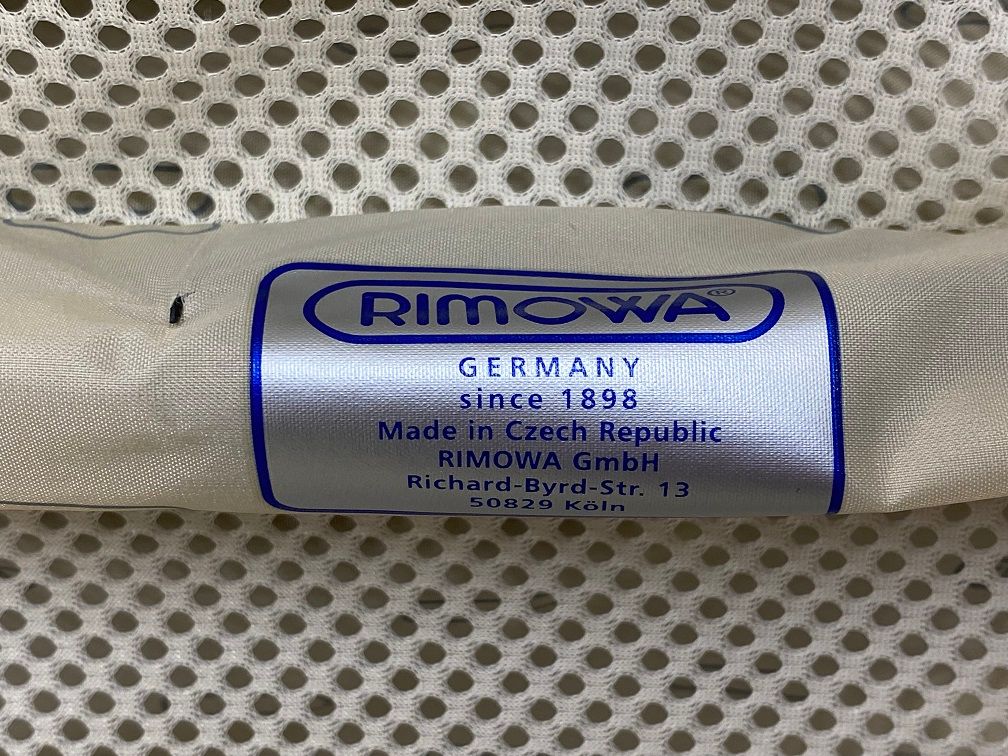 RIMOWA®
GERMANY
since 1898
Made in Czech Republic
RIMOWA GmbH
Richard-Byrd-Str. 13
50829 Köln